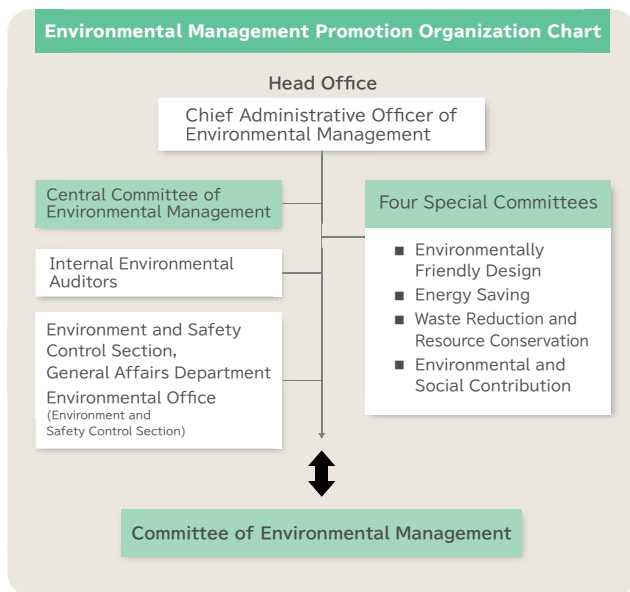 Environmental Management Promotion Organization Chart
Head Office
Chief Administrative Officer of
Environmental Management
Central Committee of
Environmental Management
Internal Environmental
Auditors
Environment and Safety
Control Section,
General Affairs Department
Environmental Office
(Environment and
Safety Control Section)
Four Special Committees
■ Environmentally
Friendly Design
■ Energy Saving
■ Waste Reduction and
Resource Conservation
■ Environmental and
Social Contribution
Committee of Environmental Management